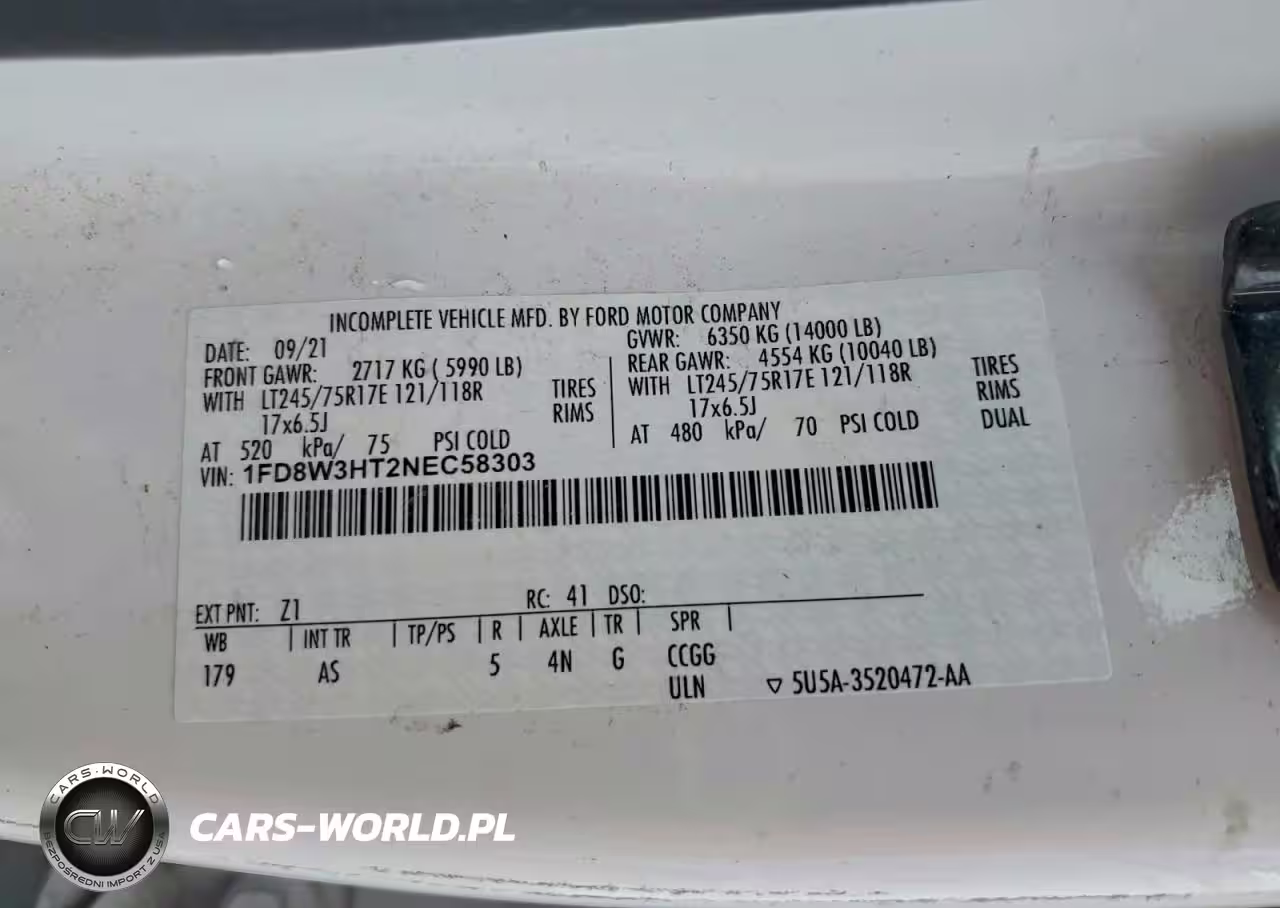 INCOMPLETE VEHICLE MFD. BY FORD MOTOR COMPANY
DATE: 09/21
GVWR: 6350 KG (14000 LB)
FRONT GAWR: 2717 KG ( 5990 LB)
REAR GAWR: 4554 KG (10040 LB)
WITH LT245/75R17E 121/118R TIRES
WITH LT245/75R17E 121/118R TIRES
17x6.5J RIMS
17x6.5J RIMS
AT 520 kPa/ 75 PSI COLD
AT 480 kPa/ 70 PSI COLD DUAL
VIN: 1FD8W3HT2NEC58303
EXT PNT: Z1 RC: 41 DSO:
WB INT TR TP/PS R AXLE TR SPR
179 AS 5 4N G CCGG
ULN ▽ 5U5A-3520472-AA
CARS-WORLD
CW
BEZPOŚREDNI IMPORT Z USA
CARS-WORLD.PL